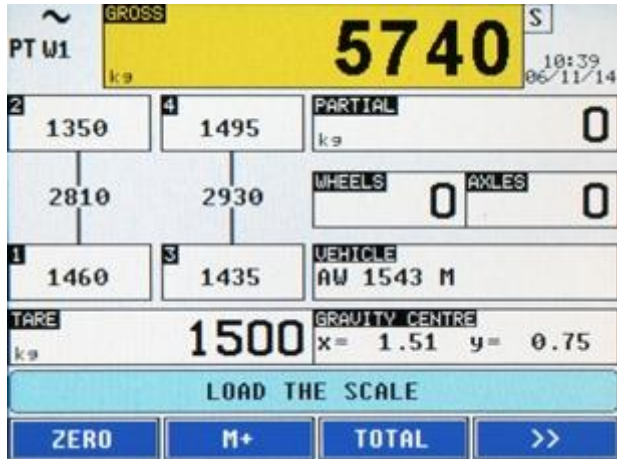 ~ GROSS 5740 S
PT W1 kg 10:39
06/11/14
2 1350 4 1495 PARTIAL kg 0
2810 2930 WHEELS 0 AXLES 0
1 1460 3 1435 VEHICLE
AW 1543 M
TARE kg 1500 GRAVITY CENTRE
x= 1.51 y= 0.75
LOAD THE SCALE
ZERO M+ TOTAL >>